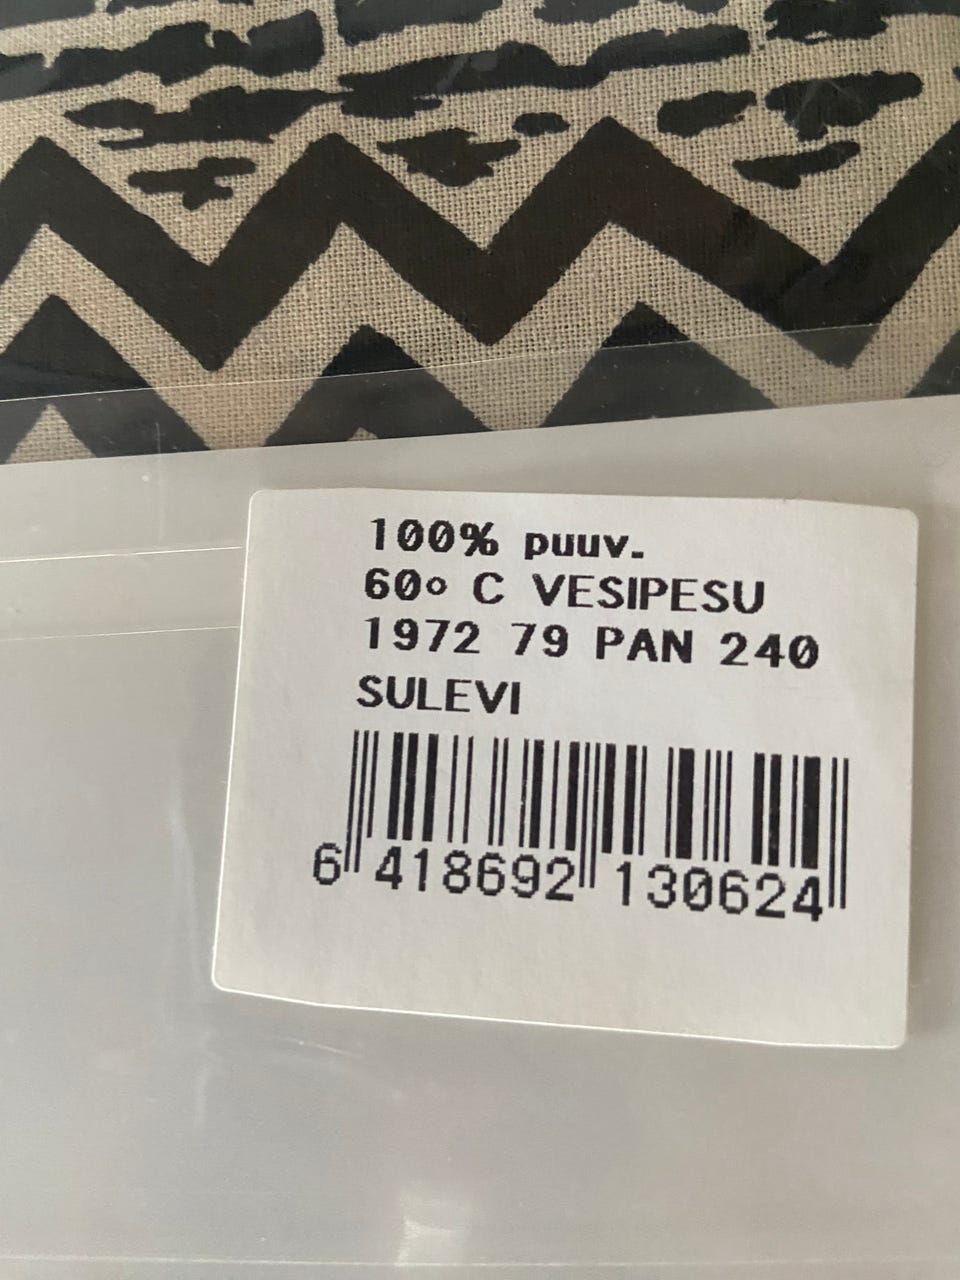 100% puuv.
60° C VESIPESU
1972 79 PAN 240
SULEVI
6 418692 130624